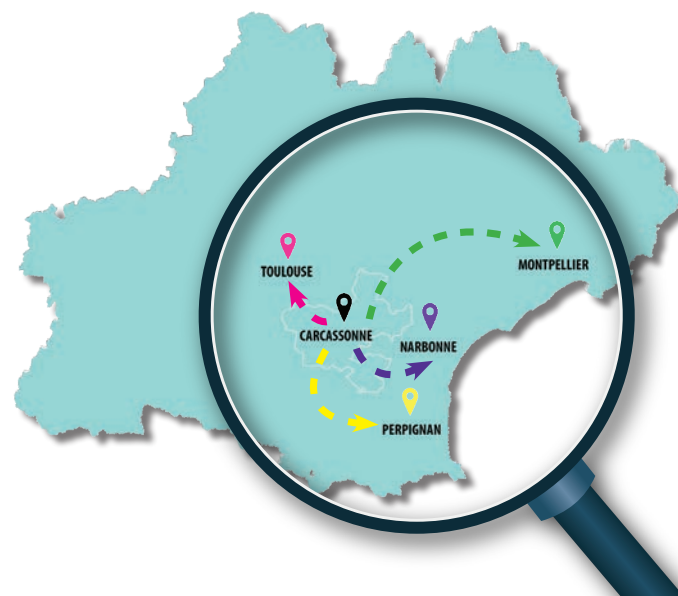 MONTPELLIER
TOULOUSE
CARCASSONNE
NARBONNE
PERPIGNAN